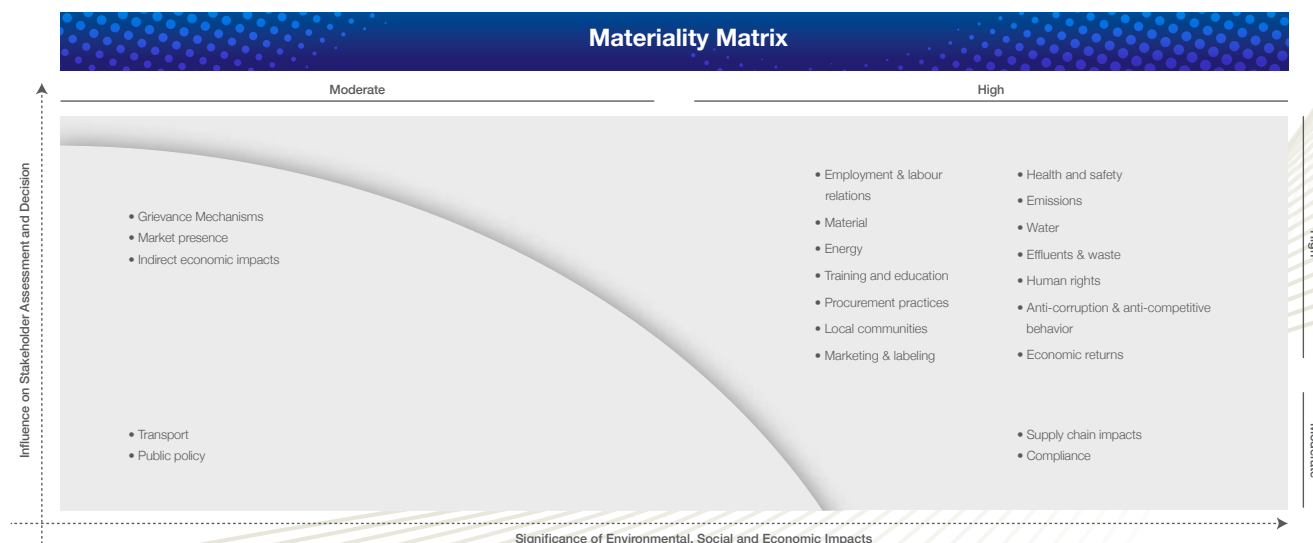 Materiality Matrix
Moderate
High
Influence on Stakeholder Assessment and Decision
• Grievance Mechanisms
• Market presence
• Indirect economic impacts
• Employment & labour
relations
• Material
• Energy
• Training and education
• Procurement practices
• Local communities
• Marketing & labeling
• Health and safety
• Emissions
• Water
• Effluents & waste
• Human rights
• Anti-corruption & anti-competitive
behavior
• Economic returns
High
• Transport
• Public policy
• Supply chain impacts
• Compliance
Moderate
Significance of Environmental, Social and Economic Impacts